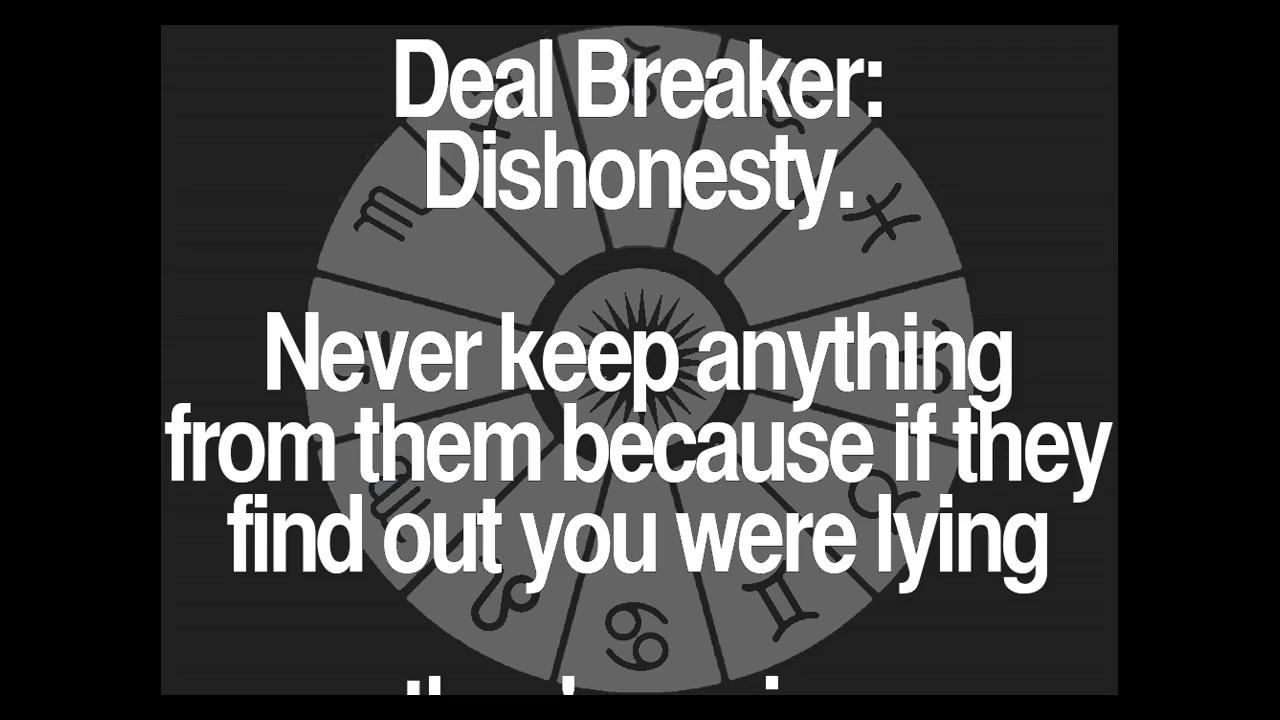 Deal Breaker:
Dishonesty.
Never keep anything
from them because if they
find out you were lying